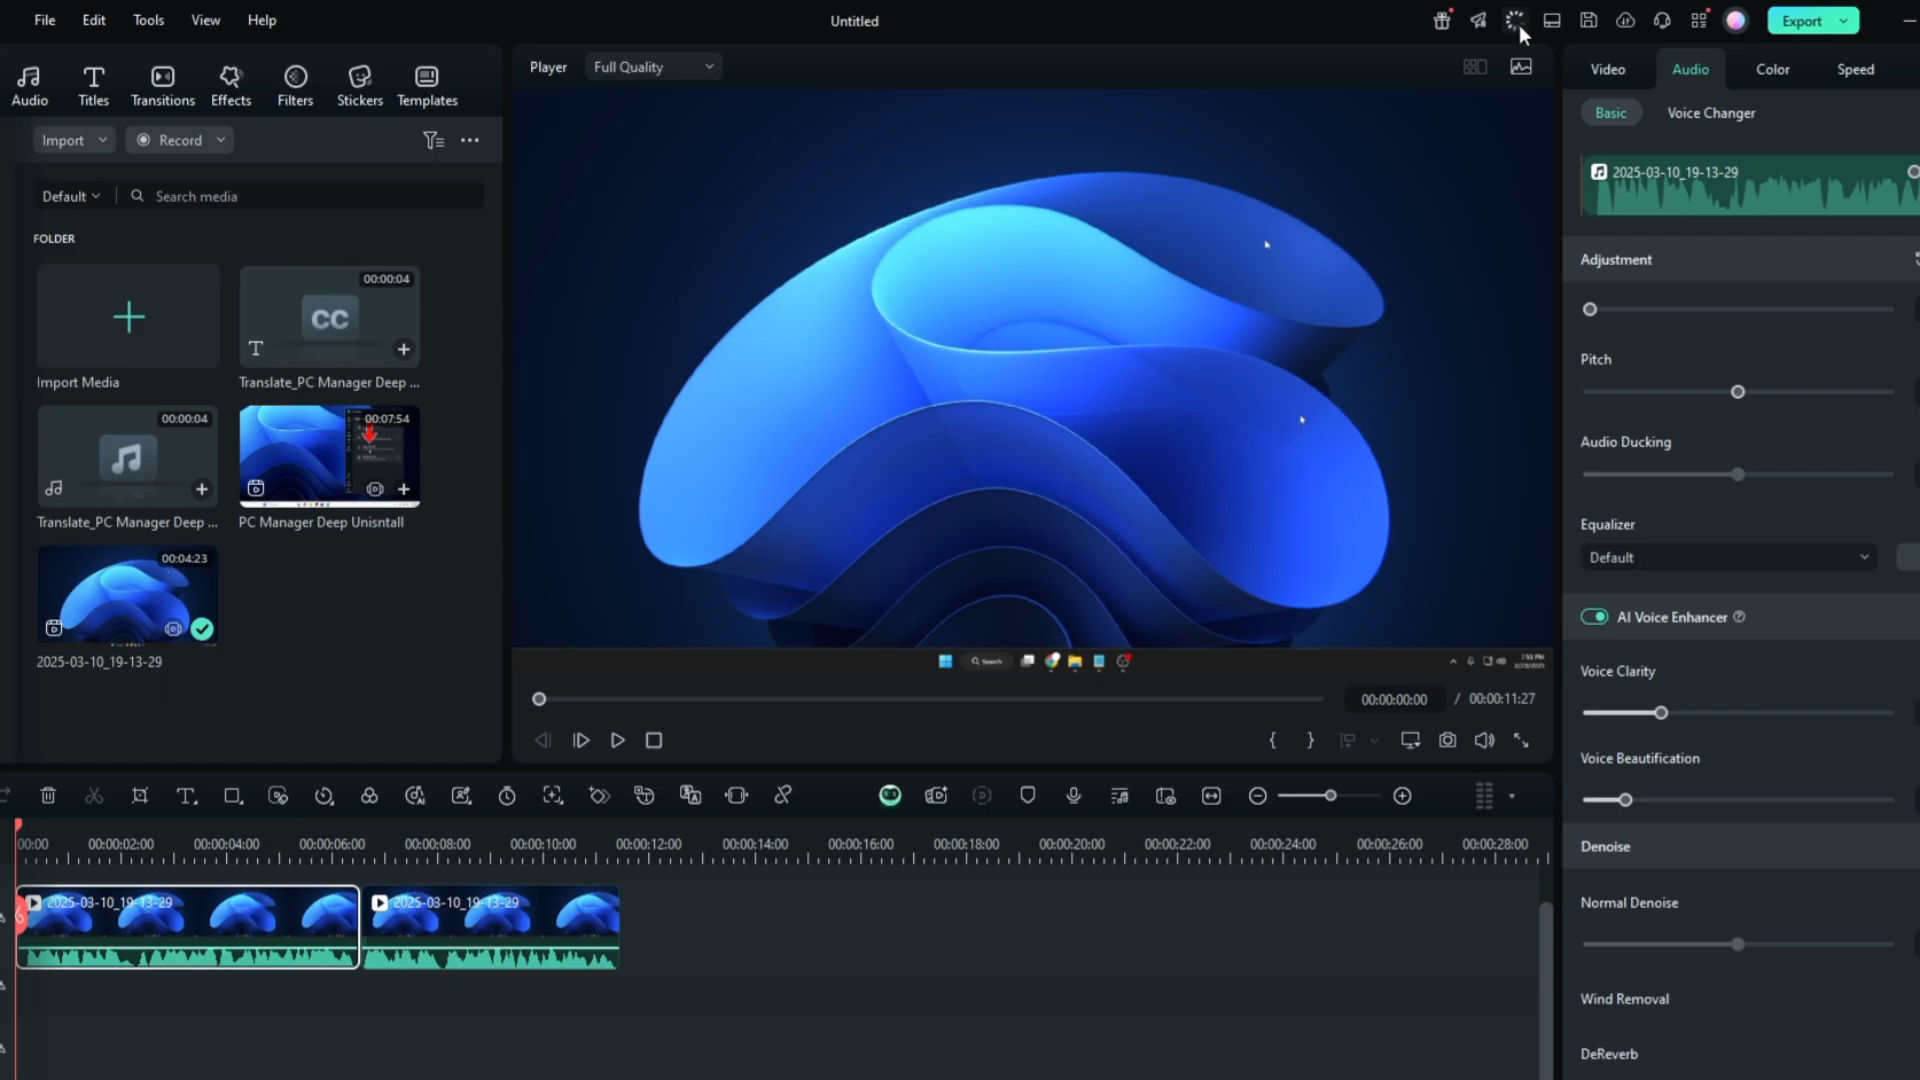 File Edit Tools View Help
Untitled
Export
Audio Titles Transitions Effects Filters Stickers Templates
Player Full Quality
Video Audio Color Speed
Import Record
Basic Voice Changer
Default Search media
2025-03-10_19-13-29
FOLDER
Adjustment
00:00:04
CC
Import Media
Translate_PC Manager Deep ...
Pitch
00:00:04
00:07:54
Audio Ducking
Translate_PC Manager Deep ...
PC Manager Deep Unisntall
Equalizer
Default
00:04:23
2025-03-10_19-13-29
AI Voice Enhancer
Search
7:51 PM
Voice Clarity
00:00:00:00 / 00:00:11:27
Voice Beautification
Denoise
00:00 00:00:02:00 00:00:04:00 00:00:06:00 00:00:08:00 00:00:10:00 00:00:12:00 00:00:14:00 00:00:16:00 00:00:18:00 00:00:20:00 00:00:22:00 00:00:24:00 00:00:26:00 00:00:28:00
2025-03-10_19-13-29
2025-03-10_19-13-29
Normal Denoise
Wind Removal
DeReverb